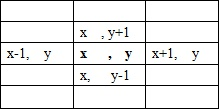 x , y+1
x-1, y x , y x+1, y
x, y-1